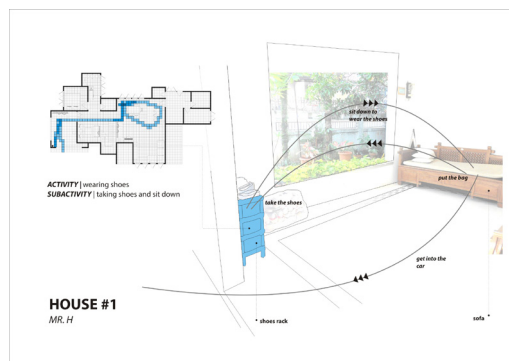 ACTIVITY | wearing shoes
SUBACTIVITY | taking shoes and sit down
sit down to
wear the shoes
put the bag
take the shoes
get into the
car
HOUSE #1
MR. H
shoes rack
sofa